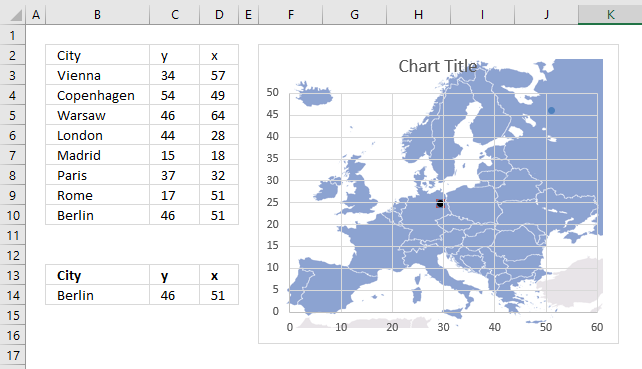 A B C D E F G H I J K
1
2 City y x
3 Vienna 34 57
4 Copenhagen 54 49
5 Warsaw 46 64
6 London 44 28
7 Madrid 15 18
8 Paris 37 32
9 Rome 17 51
10 Berlin 46 51
11
12
13 City y x
14 Berlin 46 51
15
16
17
Chart Title
50
45
40
35
30
25
20
15
10
5
0
0 10 20 30 40 50 60